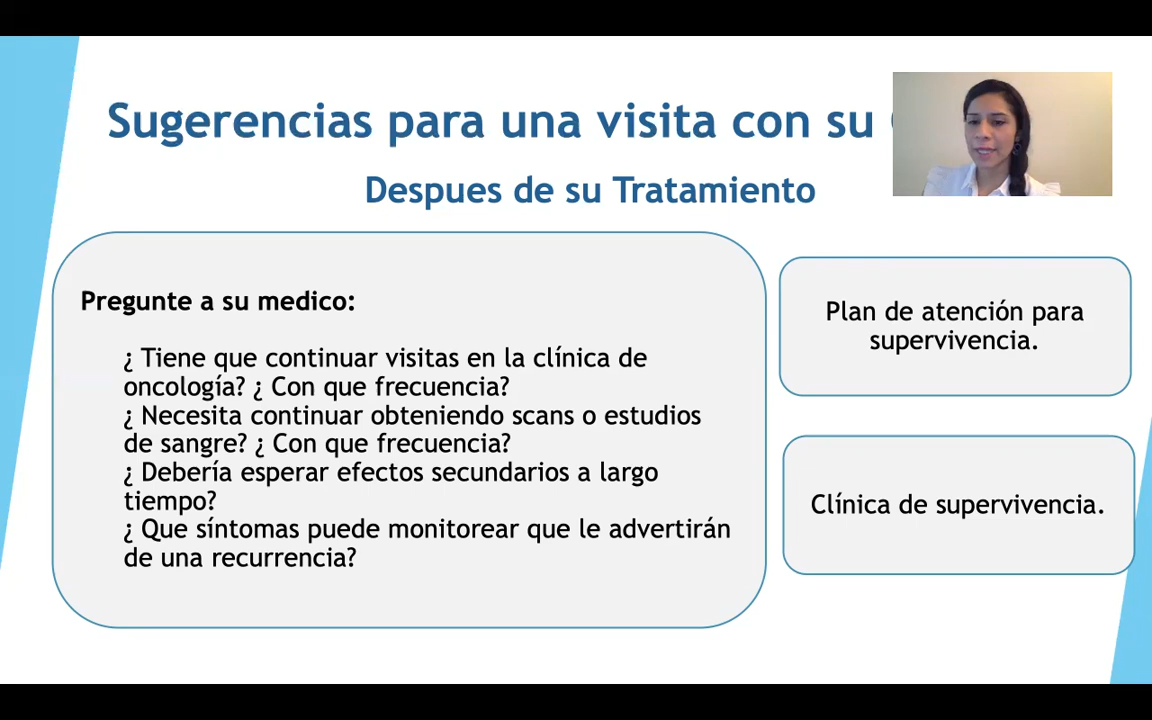 Sugerencias para una visita con su
Despues de su Tratamiento
Pregunte a su medico:
¿ Tiene que continuar visitas en la clínica de
oncología? ¿ Con que frecuencia?
¿ Necesita continuar obteniendo scans o estudios
de sangre? ¿ Con que frecuencia?
¿ Debería esperar efectos secundarios a largo
tiempo?
¿ Que síntomas puede monitorear que le advertirán
de una recurrencia?
Plan de atención para
supervivencia.
Clínica de supervivencia.